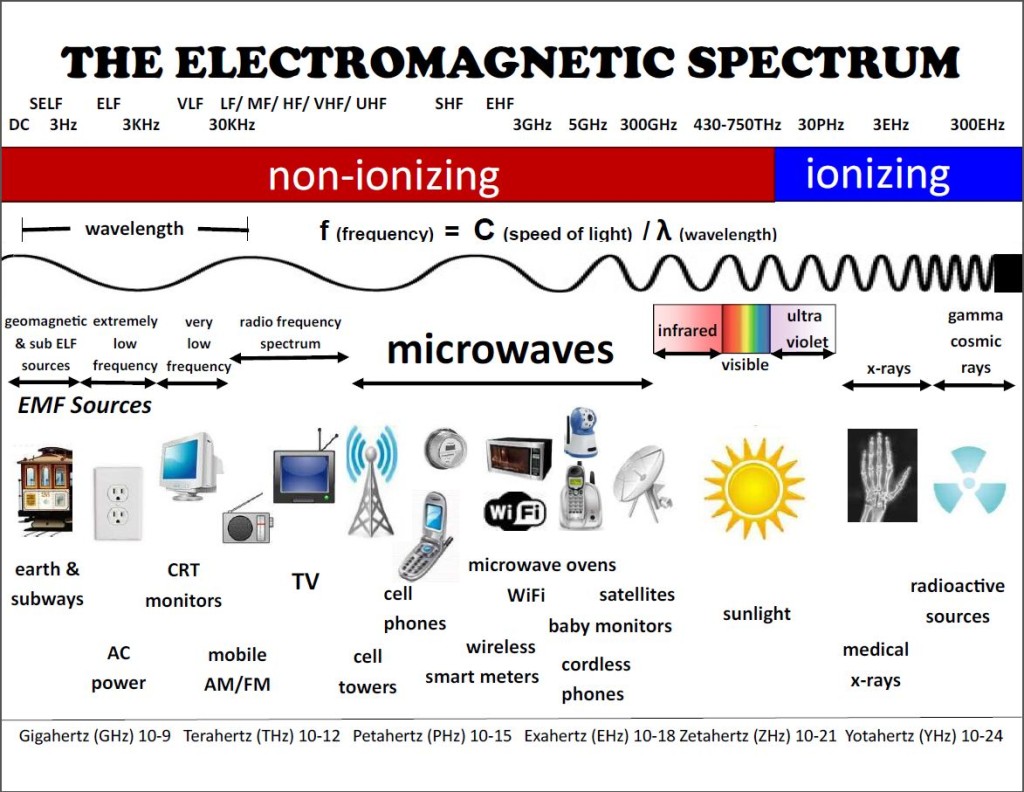 THE ELECTROMAGNETIC SPECTRUM
SELF ELF VLF LF/ MF/ HF/ VHF/ UHF SHF EHF
DC 3Hz 3KHz 30KHz 3GHz 5GHz 300GHz 430-750THz 30PHz 3EHz 300EHz
non-ionizing ionizing
wavelength
f (frequency) = C (speed of light) / λ (wavelength)
geomagnetic
& sub ELF
sources
extremely
low
frequency
very
low
frequency
radio frequency
spectrum
microwaves
infrared
visible
ultra
violet
x-rays
gamma
cosmic
rays
EMF Sources
Wi Fi
earth &
subways
AC
power
CRT
monitors
mobile
AM/FM
TV
cell
phones
cell
towers
microwave ovens
WiFi
satellites
baby monitors
wireless
smart meters
cordless
phones
sunlight
medical
x-rays
radioactive
sources
Gigahertz (GHz) 10-9 Terahertz (THz) 10-12 Petahertz (PHz) 10-15 Exahertz (EHz) 10-18 Zetahertz (ZHz) 10-21 Yotahertz (YHz) 10-24